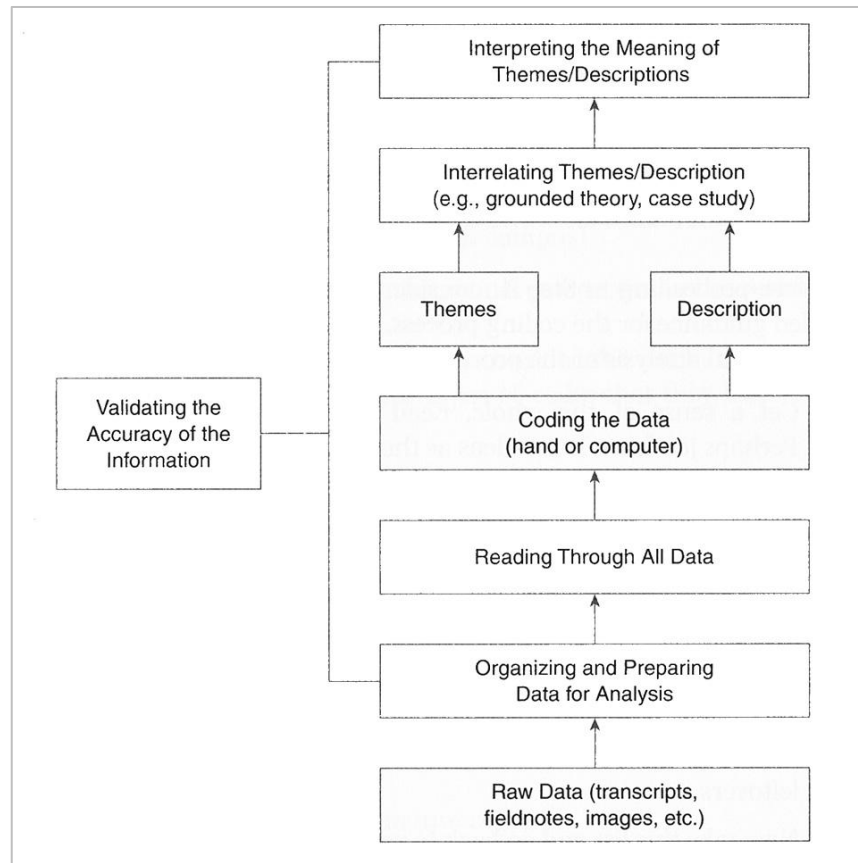 Interpreting the Meaning of
Themes/Descriptions
Interrelating Themes/Description
(e.g., grounded theory, case study)
Themes
Description
Validating the
Accuracy of the
Information
Coding the Data
(hand or computer)
Reading Through All Data
Organizing and Preparing
Data for Analysis
Raw Data (transcripts,
fieldnotes, images, etc.)